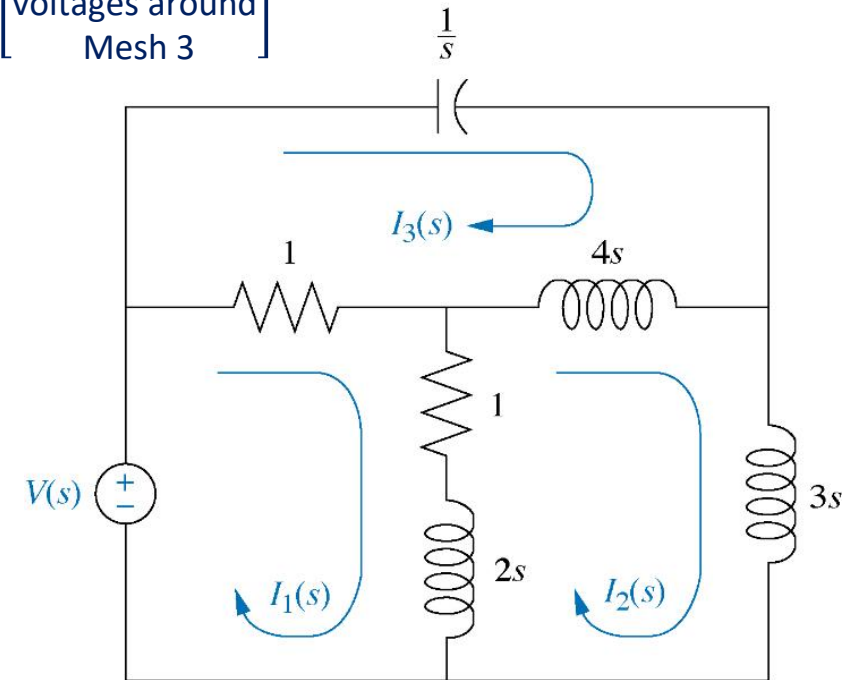 voltages around
Mesh 3
1/s
I₃(s)
1
4s
1
V(s)
+
−
3s
2s
I₁(s)
I₂(s)